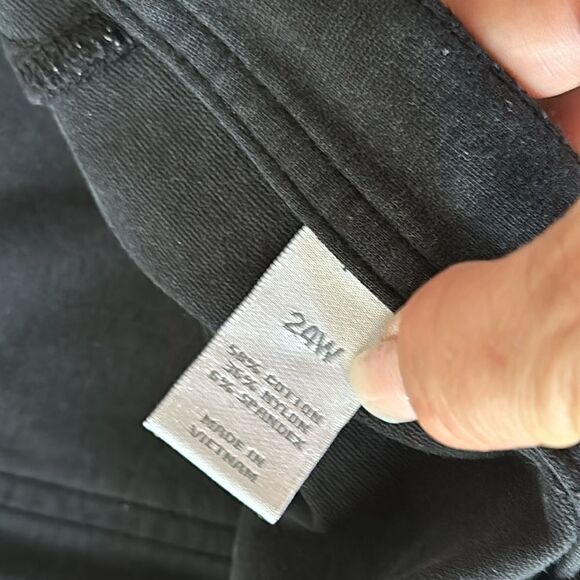 24W
58% COTTON
36% NYLON
6% SPANDEX
MADE IN
VIETNAM